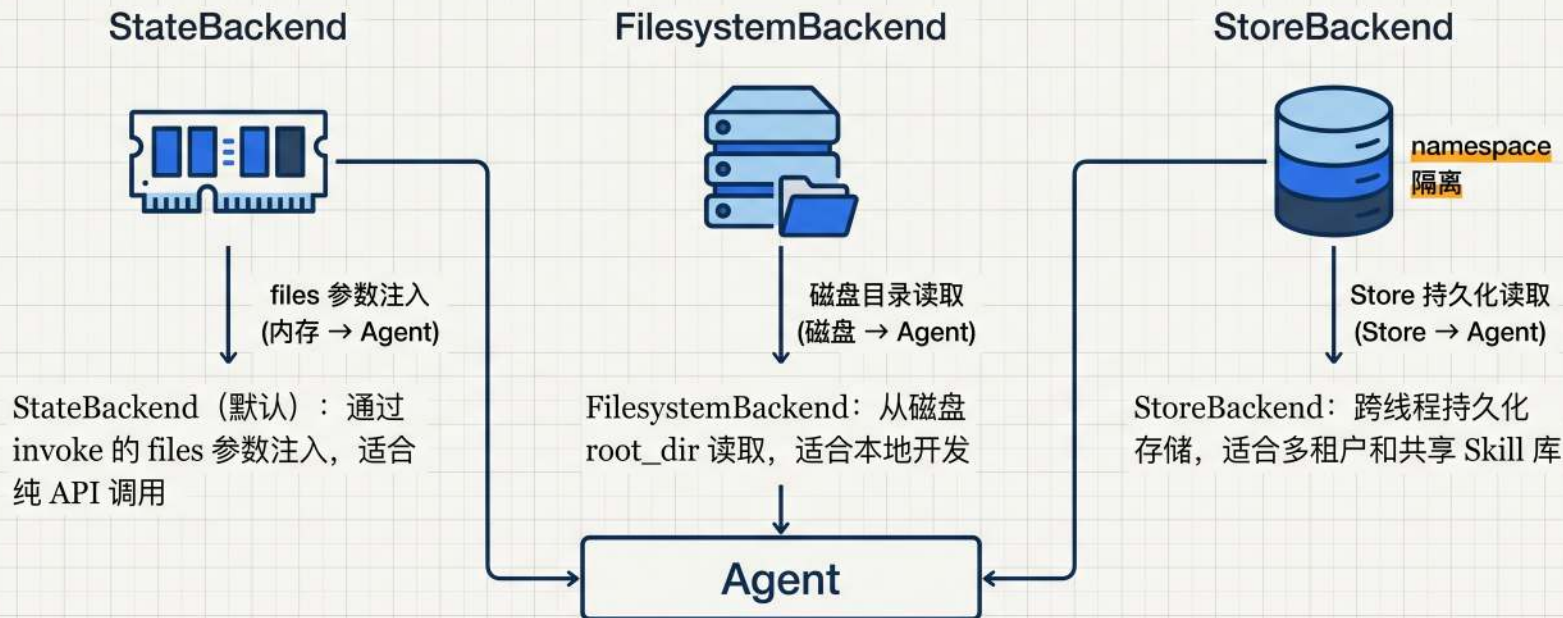 StateBackend
FilesystemBackend
StoreBackend
namespace
隔离
files 参数注入
(内存 → Agent)
磁盘目录读取
(磁盘 → Agent)
Store 持久化读取
(Store → Agent)
StateBackend（默认）：通过
invoke 的 files 参数注入，适合
纯 API 调用
FilesystemBackend：从磁盘
root_dir 读取，适合本地开发
StoreBackend：跨线程持久化
存储，适合多租户和共享 Skill 库
Agent